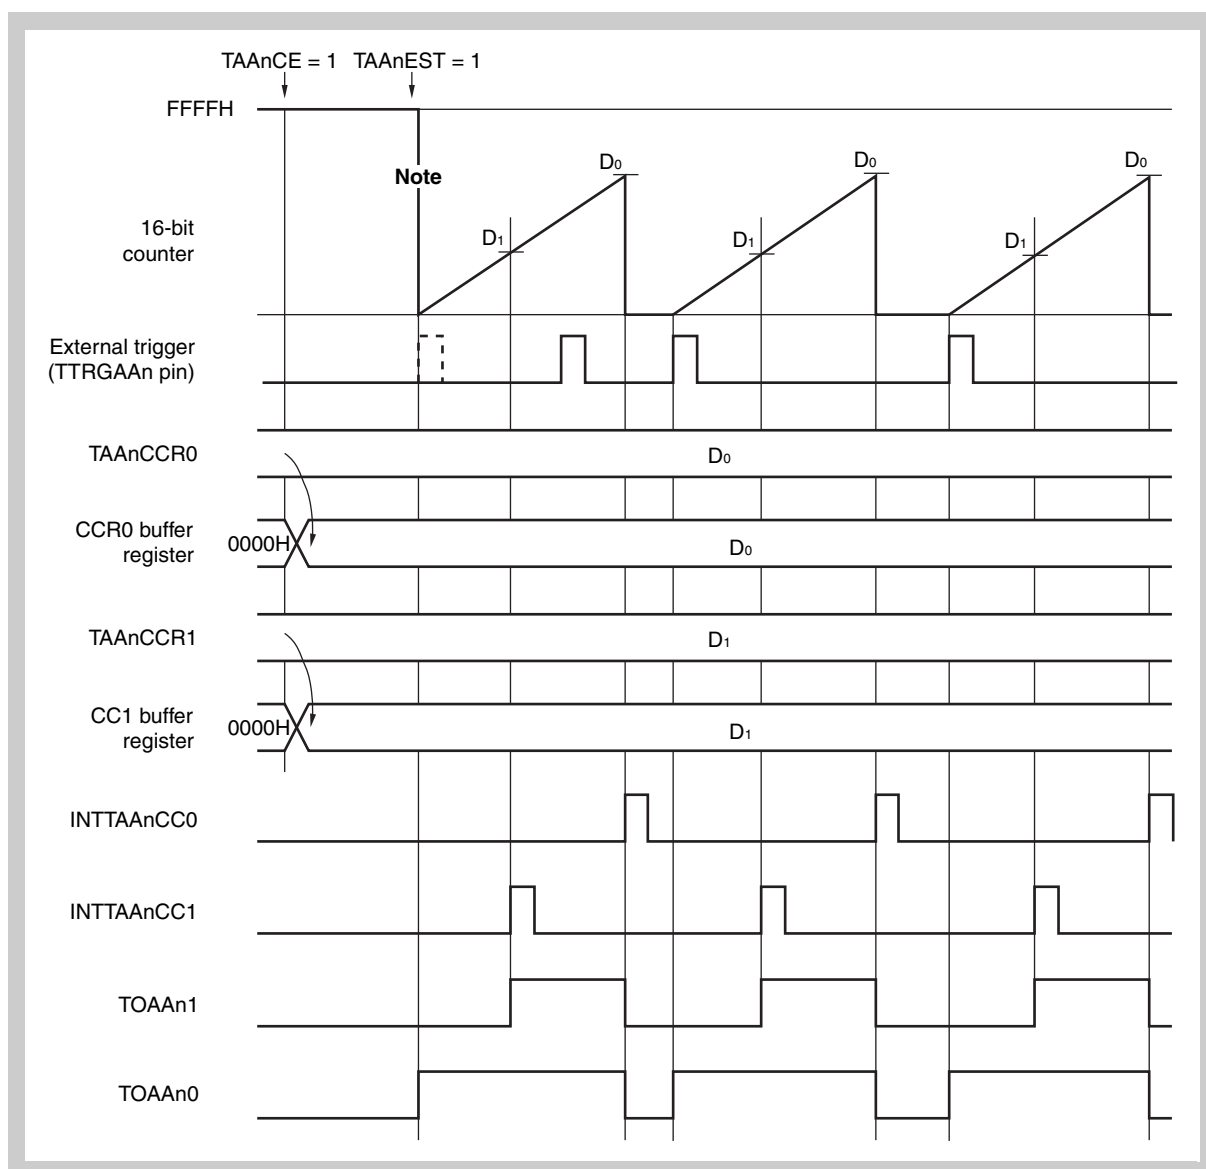 TAAnCE = 1 TAAnEST = 1
FFFFH
Note
D0
D0
D0
D1
D1
D1
16-bit
counter
External trigger
(TTRGAAn pin)
TAAnCCR0
D0
CCR0 buffer
register
0000H
D0
TAAnCCR1
D1
CC1 buffer
register
0000H
D1
INTTAAnCC0
INTTAAnCC1
TOAAn1
TOAAn0